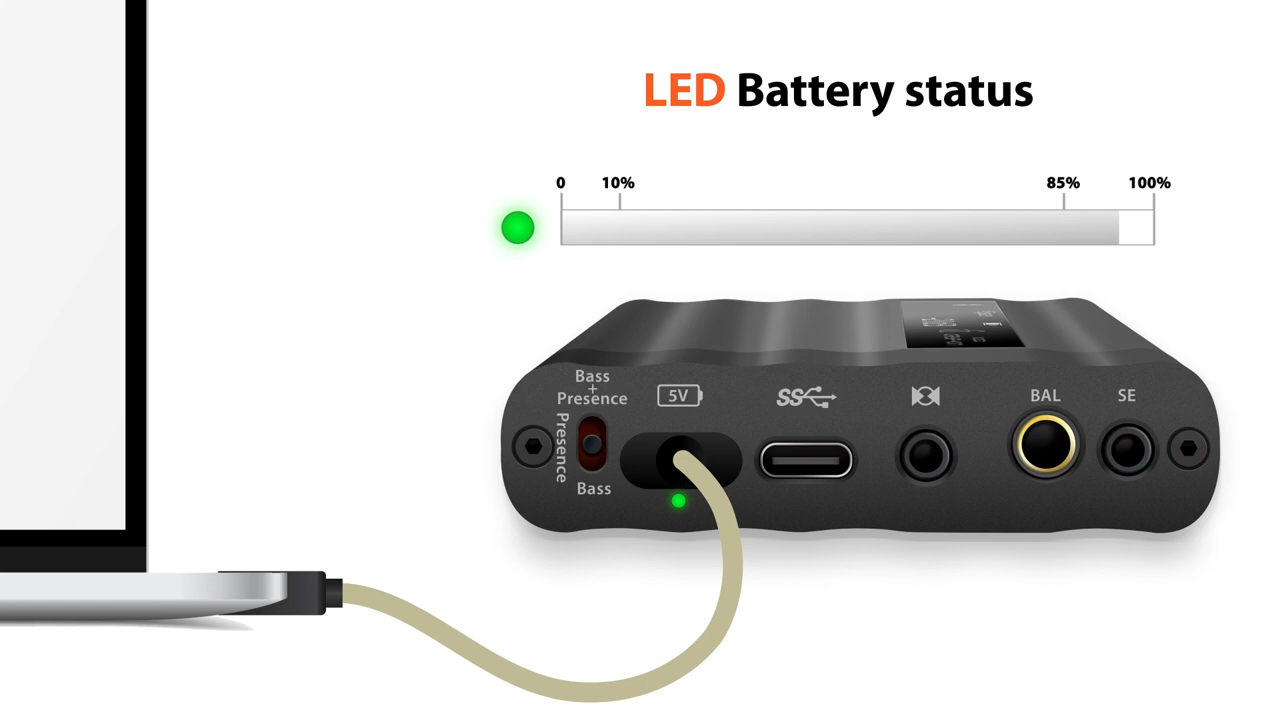 LED Battery status
0 10% 85% 100%
Bass
+
Presence
5V
SS
BAL
SE
Presence
Bass